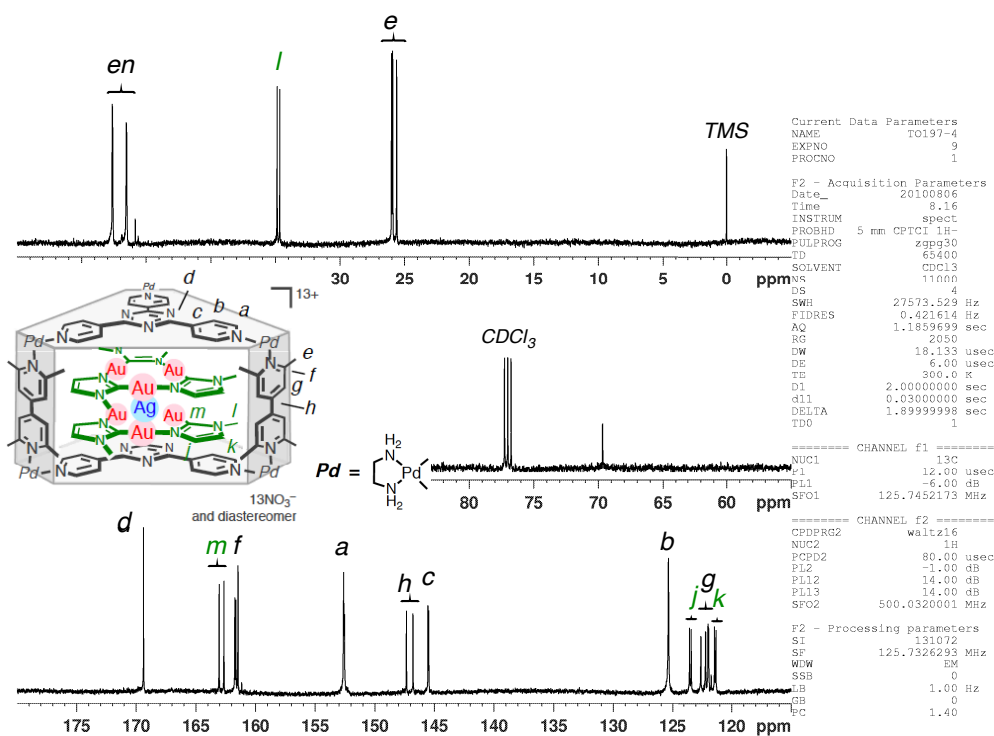 en
l
e
TMS
30 25 20 15 10 5 0 ppm
Current Data Parameters
NAME TO197-4
EXPNO 9
PROCNO 1
F2 - Acquisition Parameters
Date_ 20100806
Time 8.16
INSTRUM spect
PROBHD 5 mm CPTCI 1H-
PULPROG zgpg30
TD 65400
SOLVENT CDCl3
NS 11000
DS 4
SWH 27573.529 Hz
FIDRES 0.421614 Hz
AQ 1.1859699 sec
RG 2050
DW 18.133 usec
DE 6.00 usec
TE 300.0 K
D1 2.00000000 sec
d11 0.03000000 sec
DELTA 1.89999998 sec
TD0 1
======== CHANNEL f1 ========
NUC1 13C
P1 12.00 usec
PL1 -6.00 dB
SFO1 125.7452173 MHz
======== CHANNEL f2 ========
CPDPRG2 waltz16
NUC2 1H
PCPD2 80.00 usec
PL2 -1.00 dB
PL12 14.00 dB
PL13 14.00 dB
SFO2 500.0320001 MHz
F2 - Processing parameters
SI 131072
SF 125.7326293 MHz
WDW EM
SSB 0
LB 1.00 Hz
GB 0
PC 1.40
Pd
13+
d
c b a
N N N N N N
Pd Pd
e
f
g
h
N N N N
Au Au
Au
Ag
Au Au
Au
m
l
k
j
N N N N
Pd Pd
13NO3−
and diastereomer
Pd =
NH2
Pd
N
H2
CDCl3
80 75 70 65 60 ppm
d
m
f
a
h
c
b
j
g
k
175 170 165 160 155 150 145 140 135 130 125 120 ppm